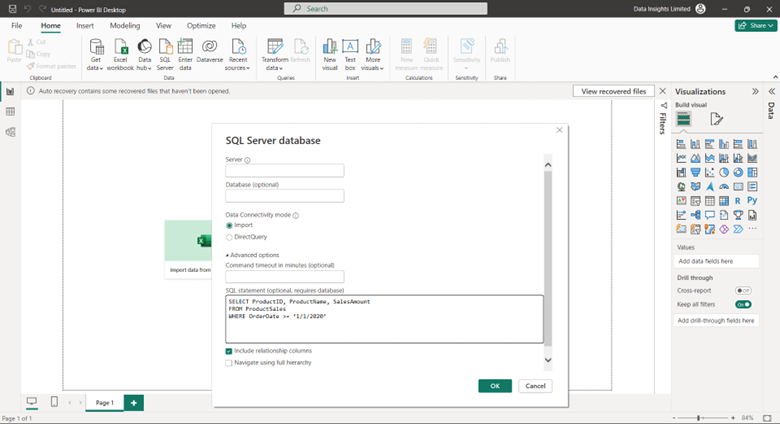 Untitled - Power BI Desktop
Search
Data Insights Limited
File
Home
Insert
Modeling
View
Optimize
Help
Share
Paste
Cut
Copy
Format painter
Clipboard
Get data
Excel workbook
Data hub
SQL Server
Enter data
Dataverse
Recent sources
Data
Transform data
Refresh
Queries
New visual
Text box
More visuals
Insert
New measure
Quick measure
Calculations
Sensitivity
Sensitivity
Publish
Share
Auto recovery contains some recovered files that haven't been opened.
View recovered files
SQL Server database
Server
Database (optional)
Data Connectivity mode
Import
DirectQuery
Advanced options
Command timeout in minutes (optional)
SQL statement (optional, requires database)
SELECT ProductID, ProductName, SalesAmount
FROM ProductSales
WHERE OrderDate >= "1/1/2020"
Include relationship columns
Navigate using full hierarchy
OK
Cancel
Import data from
Filters
Visualizations
Build visual
R
Py
Values
Add data fields here
Drill through
Cross-report
Off
Keep all filters
On
Add drill-through fields here
Data
Page 1
Page 1 of 1
84%